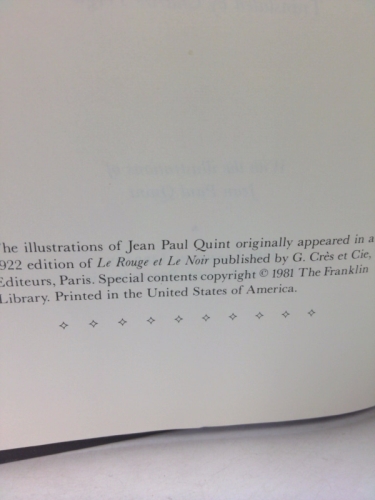 he illustrations of Jean Paul Quint originally appeared in a
922 edition of Le Rouge et Le Noir published by G. Crès et Cie,
Editeurs, Paris. Special contents copyright © 1981 The Franklin
Library. Printed in the United States of America.